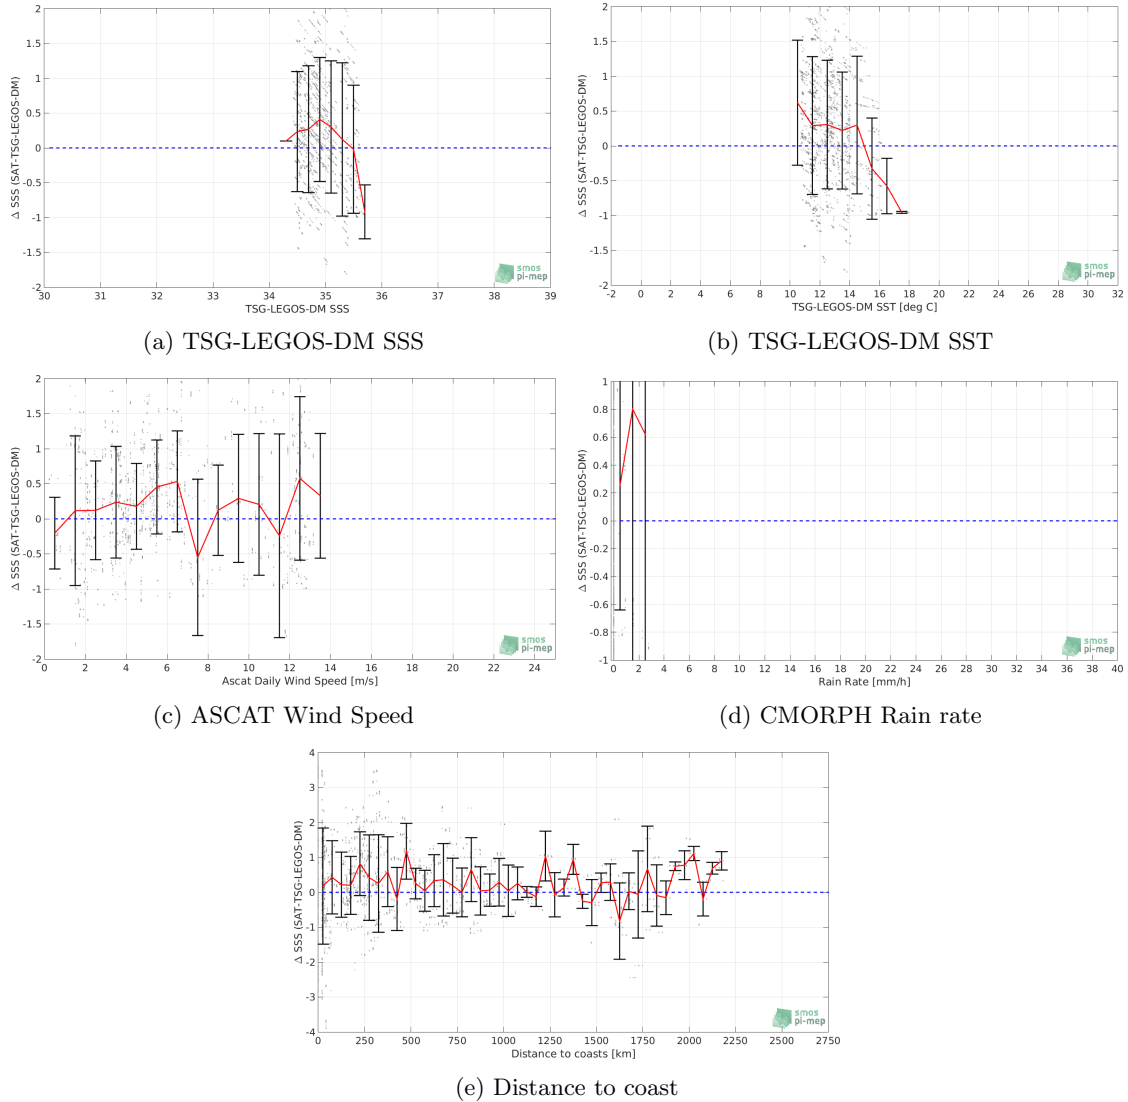 Δ SSS (SAT-TSG-LEGOS-DM)
2
1.5
1
0.5
0
-0.5
-1
-1.5
-2
30 31 32 33 34 35 36 37 38 39
TSG-LEGOS-DM SSS
smos
pi-mep
(a) TSG-LEGOS-DM SSS
Δ SSS (SAT-TSG-LEGOS-DM)
2
1.5
1
0.5
0
-0.5
-1
-1.5
-2
-2 0 2 4 6 8 10 12 14 16 18 20 22 24 26 28 30 32
TSG-LEGOS-DM SST [deg C]
smos
pi-mep
(b) TSG-LEGOS-DM SST
Δ SSS (SAT-TSG-LEGOS-DM)
2
1.5
1
0.5
0
-0.5
-1
-1.5
-2
0 2 4 6 8 10 12 14 16 18 20 22 24
Ascat Daily Wind Speed [m/s]
smos
pi-mep
(c) ASCAT Wind Speed
Δ SSS (SAT-TSG-LEGOS-DM)
1
0.8
0.6
0.4
0.2
0
-0.2
-0.4
-0.6
-0.8
-1
0 2 4 6 8 10 12 14 16 18 20 22 24 26 28 30 32 34 36 38 40
Rain Rate [mm/h]
smos
pi-mep
(d) CMORPH Rain rate
Δ SSS (SAT-TSG-LEGOS-DM)
4
3
2
1
0
-1
-2
-3
-4
0 250 500 750 1000 1250 1500 1750 2000 2250 2500 2750
Distance to coasts [km]
smos
pi-mep
(e) Distance to coast